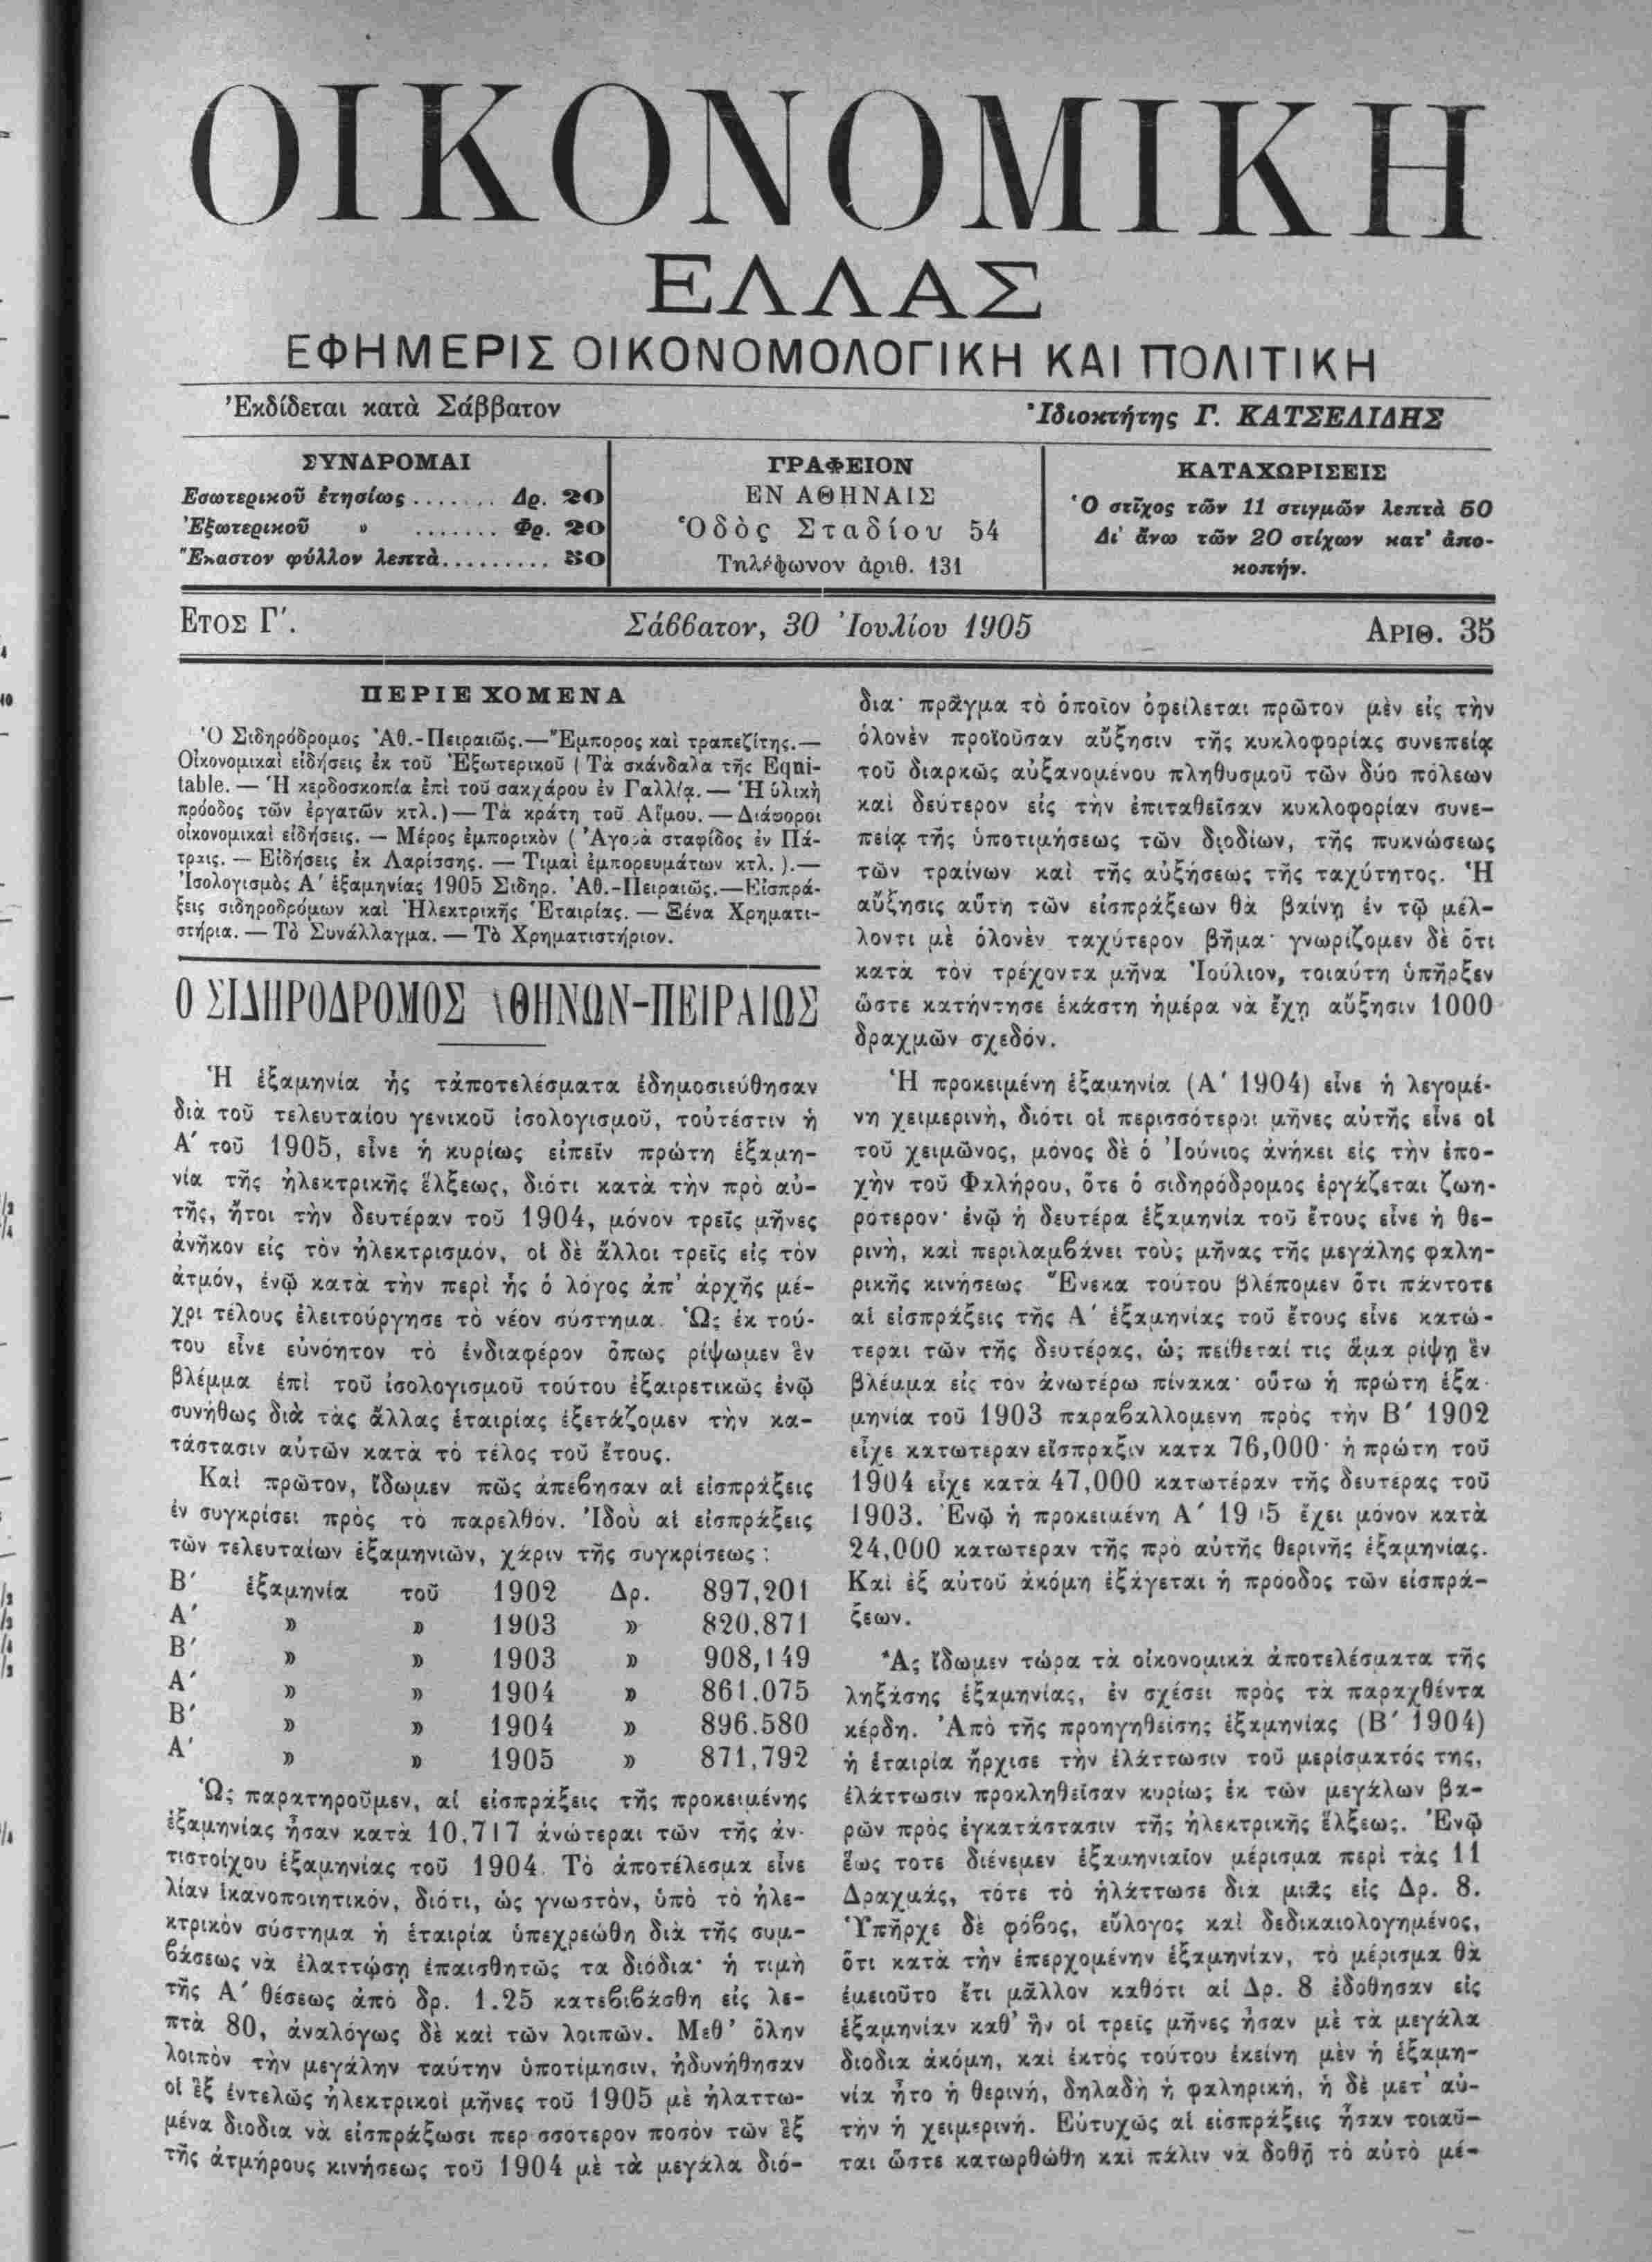 ΟΙΚΟΝΟΜΙΚΗ
ΕΛΛΑΣ
ΕΦΗΜΕΡΙΣ ΟΙΚΟΝΟΜΟΛΟΓΙΚΗ ΚΑΙ ΠΟΛΙΤΙΚΗ
Ἐκδίδεται κατὰ Σάββατον
Ἰδιοκτήτης Γ. ΚΑΤΣΕΛΙΔΗΣ
ΣΥΝΔΡΟΜΑΙ
Εσωτερικοῦ ἐτησίως ....... Δρ. 20
Ἐξωτερικοῦ » ....... Φρ. 20
Ἕκαστον φύλλον λεπτὰ......... 50
ΓΡΑΦΕΙΟΝ
ΕΝ ΑΘΗΝΑΙΣ
Ὁδὸς Σταδίου 54
Τηλέφωνον ἀριθ. 131
ΚΑΤΑΧΩΡΙΣΕΙΣ
Ὁ στῖχος τῶν 11 στιγμῶν λεπτὰ 50
Δι' ἄνω τῶν 20 στίχων κατ' ἀπο-
κοπήν.
ΕΤΟΣ Γ'.
Σάββατον, 30 Ἰουλίου 1905
ΑΡΙΘ. 35
ΠΕΡΙΕΧΟΜΕΝΑ
Ὁ Σιδηρόδρομος Ἀθ.-Πειραιῶς.—Ἔμπορος καὶ τραπεζίτης.—
Οἰκονομικαὶ εἰδήσεις ἐκ τοῦ Ἐξωτερικοῦ (Τὰ σκάνδαλα τῆς Eqni-
table.— Ἡ κερδοσκοπία ἐπὶ τοῦ σακχάρου ἐν Γαλλίᾳ.— Ἡ ὑλικὴ
πρόοδος τῶν ἐργατῶν κτλ.)— Τὰ κράτη τοῦ Αἵμου.— Διάφοροι
οἰκονομικαὶ εἰδήσεις. — Μέρος ἐμπορικὸν (Ἀγορὰ σταφίδος ἐν Πά-
τραις. — Εἰδήσεις ἐκ Λαρίσσης. — Τιμαὶ ἐμπορευμάτων κτλ. ).—
Ἰσολογισμὸς Α' ἑξαμηνίας 1905 Σιδηρ. Ἀθ.-Πειραιῶς.—Εἰσπρά-
ξεις σιδηροδρόμων καὶ Ἠλεκτρικῆς Ἑταιρίας. — Ξένα Χρηματι-
στήρια. — Τὸ Συνάλλαγμα. — Τὸ Χρηματιστήριον.
Ο ΣΙΔΗΡΟΔΡΟΜΟΣ ΑΘΗΝΩΝ-ΠΕΙΡΑΙΩΣ
Ἡ ἑξαμηνία ἧς τἀποτελέσματα ἐδημοσιεύθησαν
διὰ τοῦ τελευταίου γενικοῦ ἰσολογισμοῦ, τοὐτέστιν ἡ
Α' τοῦ 1905, εἶνε ἡ κυρίως εἰπεῖν πρώτη ἑξαμη-
νία τῆς ἠλεκτρικῆς ἕλξεως, διότι κατὰ τὴν πρὸ αὐ-
τῆς, ἤτοι τὴν δευτέραν τοῦ 1904, μόνον τρεῖς μῆνες
ἀνῆκον εἰς τὸν ἠλεκτρισμόν, οἱ δὲ ἄλλοι τρεῖς εἰς τὸν
ἀτμόν, ἐνῷ κατὰ τὴν περὶ ἧς ὁ λόγος ἀπ' ἀρχῆς μέ-
χρι τέλους ἐλειτούργησε τὸ νέον σύστημα. Ὡς ἐκ τού-
του εἶνε εὐνόητον τὸ ἐνδιαφέρον ὅπως ρίψωμεν ἓν
βλέμμα ἐπὶ τοῦ ἰσολογισμοῦ τούτου ἐξαιρετικῶς ἐνῷ
συνήθως διὰ τὰς ἄλλας ἑταιρίας ἐξετάζομεν τὴν κα-
τάστασιν αὐτῶν κατὰ τὸ τέλος τοῦ ἔτους.
Καὶ πρῶτον, ἴδωμεν πῶς ἀπέβησαν αἱ εἰσπράξεις
ἐν συγκρίσει πρὸς τὸ παρελθόν. Ἰδοὺ αἱ εἰσπράξεις
τῶν τελευταίων ἑξαμηνιῶν, χάριν τῆς συγκρίσεως :
Β' ἑξαμηνία τοῦ 1902 Δρ. 897,201
Α' » » 1903 » 820,871
Β' » » 1903 » 908,149
Α' » » 1904 » 861.075
Β' » » 1904 » 896.580
Α' » » 1905 » 871,792
Ὡς παρατηροῦμεν, αἱ εἰσπράξεις τῆς προκειμένης
ἑξαμηνίας ἦσαν κατὰ 10,717 ἀνώτεραι τῶν τῆς ἀν-
τιστοίχου ἑξαμηνίας τοῦ 1904. Τὸ ἀποτέλεσμα εἶνε
λίαν ἱκανοποιητικόν, διότι, ὡς γνωστὸν, ὑπὸ τὸ ἠλε-
κτρικὸν σύστημα ἡ ἑταιρία ὑπεχρεώθη διὰ τῆς συμ-
βάσεως νὰ ἐλαττώσῃ ἐπαισθητῶς τα διόδια· ἡ τιμὴ
τῆς Α' θέσεως ἀπὸ δρ. 1.25 κατεβιβάσθη εἰς λε-
πτὰ 80, ἀναλόγως δὲ καὶ τῶν λοιπῶν. Μεθ' ὅλην
λοιπὸν τὴν μεγάλην ταύτην ὑποτίμησιν, ἠδυνήθησαν
οἱ ἓξ ἐντελῶς ἠλεκτρικοὶ μῆνες τοῦ 1905 μὲ ἠλαττω-
μένα διοδια νὰ εἰσπράξωσι περισσότερον ποσὸν τῶν ἓξ
τῆς ἀτμήρους κινήσεως τοῦ 1904 μὲ τὰ μεγάλα διό-
δια· πρᾶγμα τὸ ὁποῖον ὀφείλεται πρῶτον μὲν εἰς τὴν
ὁλονὲν προϊοῦσαν αὔξησιν τῆς κυκλοφορίας συνεπείᾳ
τοῦ διαρκῶς αὐξανομένου πληθυσμοῦ τῶν δύο πόλεων
καὶ δεύτερον εἰς τὴν ἐπιταθεῖσαν κυκλοφορίαν συνε-
πείᾳ τῆς ὑποτιμήσεως τῶν διοδίων, τῆς πυκνώσεως
τῶν τραίνων καὶ τῆς αὐξήσεως τῆς ταχύτητος. Ἡ
αὔξησις αὕτη τῶν εἰσπράξεων θὰ βαίνῃ ἐν τῷ μέλ-
λοντι μὲ ὁλονὲν ταχύτερον βῆμα· γνωρίζομεν δὲ ὅτι
κατὰ τὸν τρέχοντα μῆνα Ἰούλιον, τοιαύτη ὑπῆρξεν
ὥστε κατήντησε ἑκάστη ἡμέρα νὰ ἔχῃ αὔξησιν 1000
δραχμῶν σχεδόν.
Ἡ προκειμένη ἑξαμηνία (Α' 1904) εἶνε ἡ λεγομέ-
νη χειμερινὴ, διότι οἱ περισσότεροι μῆνες αὐτῆς εἶνε οἱ
τοῦ χειμῶνος, μόνος δὲ ὁ Ἰούνιος ἀνήκει εἰς τὴν ἐπο-
χὴν τοῦ Φαλήρου, ὅτε ὁ σιδηρόδρομος ἐργάζεται ζωη-
ρότερον· ἐνῷ ἡ δευτέρα ἑξαμηνία τοῦ ἔτους εἶνε ἡ θε-
ρινὴ, καὶ περιλαμβάνει τοὺς μῆνας τῆς μεγάλης φαλη-
ρικῆς κινήσεως Ἕνεκα τούτου βλέπομεν ὅτι πάντοτε
αἱ εἰσπράξεις τῆς Α' ἑξαμηνίας τοῦ ἔτους εἶνε κατώ-
τεραι τῶν τῆς δευτέρας, ὡς πείθεταί τις ἅμα ρίψῃ ἓν
βλέμμα εἰς τὸν ἀνωτέρω πίνακα· οὕτω ἡ πρώτη ἑξα-
μηνία τοῦ 1903 παραβαλλομενη πρὸς τὴν Β' 1902
εἶχε κατωτεραν εἴσπραξιν κατα 76,000· ἡ πρώτη τοῦ
1904 εἶχε κατὰ 47,000 κατωτέραν τῆς δευτέρας τοῦ
1903. Ἐνῷ ἡ προκειμένη Α' 1905 ἔχει μόνον κατὰ
24,000 κατωτεραν τῆς πρὸ αὐτῆς θερινῆς ἑξαμηνίας.
Καὶ ἐξ αὐτοῦ ἀκόμη ἐξάγεται ἡ πρόοδος τῶν εἰσπρά-
ξεων.
Ἂς ἴδωμεν τώρα τὰ οἰκονομικὰ ἀποτελέσματα τῆς
ληξάσης ἑξαμηνίας, ἐν σχέσει πρὸς τὰ παραχθέντα
κέρδη. Ἀπὸ τῆς προηγηθείσης ἑξαμηνίας (Β' 1904)
ἡ ἑταιρία ἤρχισε τὴν ἐλάττωσιν τοῦ μερίσματός της,
ἐλάττωσιν προκληθεῖσαν κυρίως ἐκ τῶν μεγάλων βα-
ρῶν πρὸς ἐγκατάστασιν τῆς ἠλεκτρικῆς ἕλξεως. Ἐνῷ
ἕως τοτε διένεμεν ἑξαμηνιαῖον μέρισμα περὶ τὰς 11
Δραχμάς, τότε τὸ ἠλάττωσε διὰ μιᾶς εἰς Δρ. 8.
Ὑπῆρχε δὲ φόβος, εὔλογος καὶ δεδικαιολογημένος,
ὅτι κατὰ τὴν ἐπερχομένην ἑξαμηνίαν, τὸ μέρισμα θὰ
ἐμειοῦτο ἔτι μᾶλλον καθότι αἱ Δρ. 8 ἐδόθησαν εἰς
ἑξαμηνίαν καθ' ἣν οἱ τρεῖς μῆνες ἦσαν μὲ τὰ μεγάλα
διοδια ἀκόμη, καὶ ἐκτὸς τούτου ἐκείνη μὲν ἡ ἑξαμη-
νία ἦτο ἡ θερινή, δηλαδὴ ἡ φαληρική, ἡ δὲ μετ' αὐ-
τὴν ἡ χειμερινή. Εὐτυχῶς αἱ εἰσπράξεις ἦσαν τοιαῦ-
ται ὥστε κατωρθώθη καὶ πάλιν νὰ δοθῇ τὸ αὐτὸ μέ-